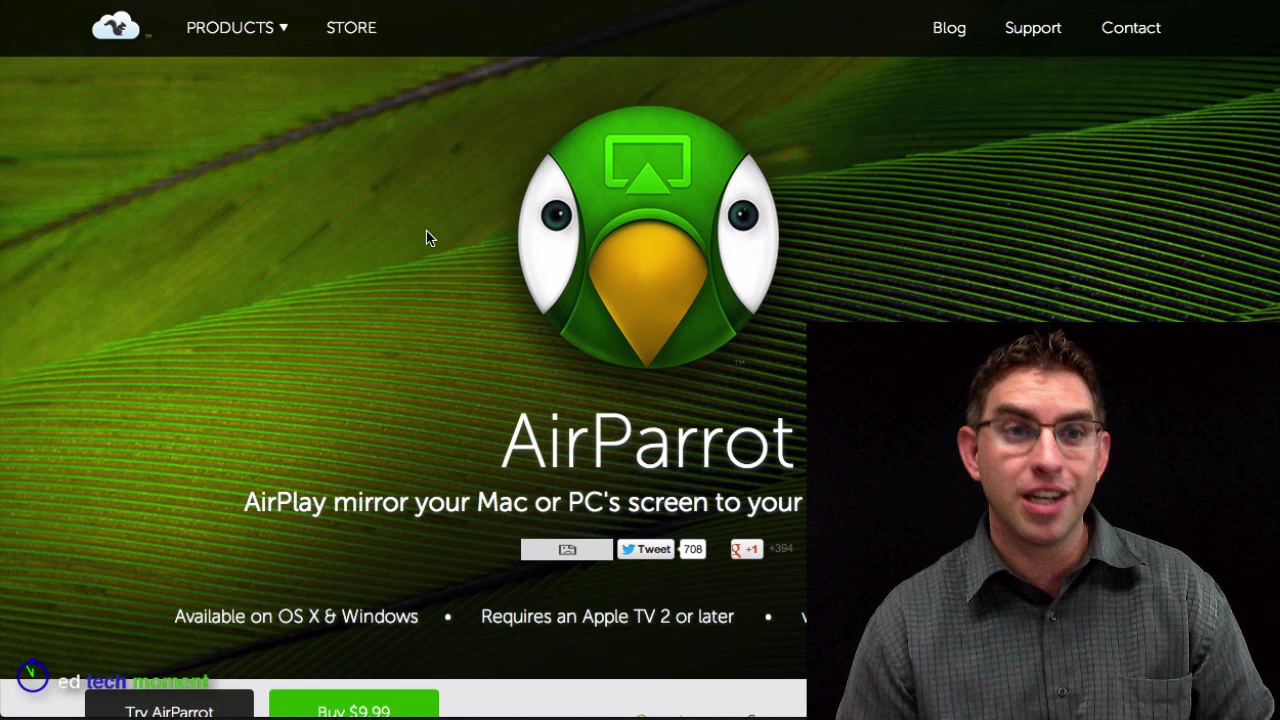 PRODUCTS ▼ STORE Blog Support Contact
AirParrot
AirPlay mirror your Mac or PC's screen to your
Tweet 708 +1 +394
Available on OS X & Windows • Requires an Apple TV 2 or later •
ed tech moment
Try AirParrot Buy $9.99